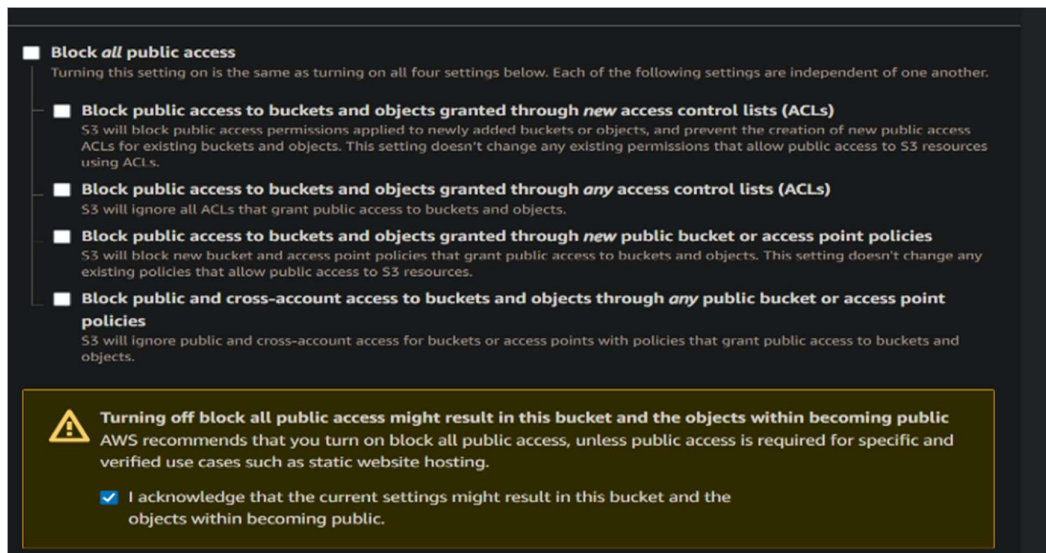 Block all public access
Turning this setting on is the same as turning on all four settings below. Each of the following settings are independent of one another.
Block public access to buckets and objects granted through new access control lists (ACLs)
S3 will block public access permissions applied to newly added buckets or objects, and prevent the creation of new public access
ACLs for existing buckets and objects. This setting doesn't change any existing permissions that allow public access to S3 resources
using ACLs.
Block public access to buckets and objects granted through any access control lists (ACLs)
S3 will ignore all ACLs that grant public access to buckets and objects.
Block public access to buckets and objects granted through new public bucket or access point policies
S3 will block new bucket and access point policies that grant public access to buckets and objects. This setting doesn't change any
existing policies that allow public access to S3 resources.
Block public and cross-account access to buckets and objects through any public bucket or access point
policies
S3 will ignore public and cross-account access for buckets or access points with policies that grant public access to buckets and
objects.
Turning off block all public access might result in this bucket and the objects within becoming public
AWS recommends that you turn on block all public access, unless public access is required for specific and
verified use cases such as static website hosting.
I acknowledge that the current settings might result in this bucket and the
objects within becoming public.